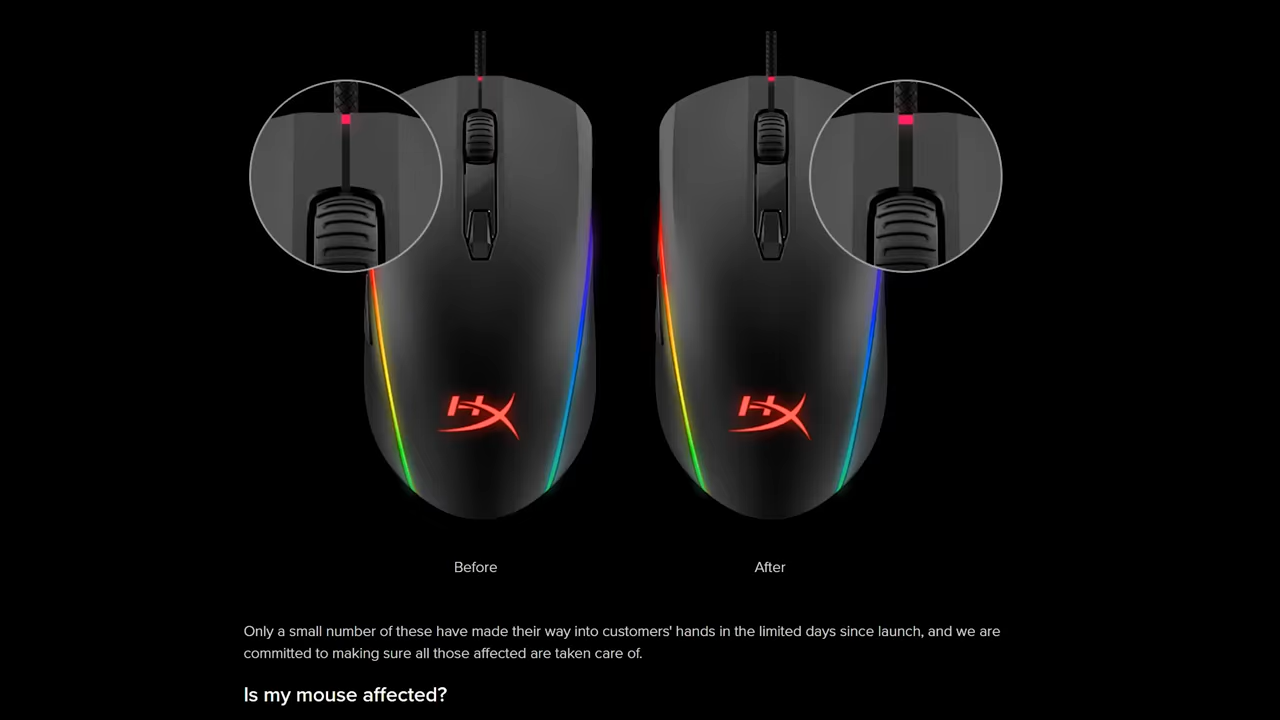 HX
HX
Before
After
Only a small number of these have made their way into customers' hands in the limited days since launch, and we are
committed to making sure all those affected are taken care of.
Is my mouse affected?